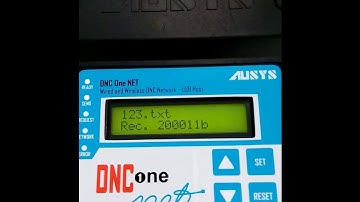 DNC One NET
Wired and Wireless DNC Network - USB Host
AUSYS
READY
SEND
REQUEST
NETWORK
ERROR
123.txt
Rec. 200011b
SET
RESET
DNC one
Net